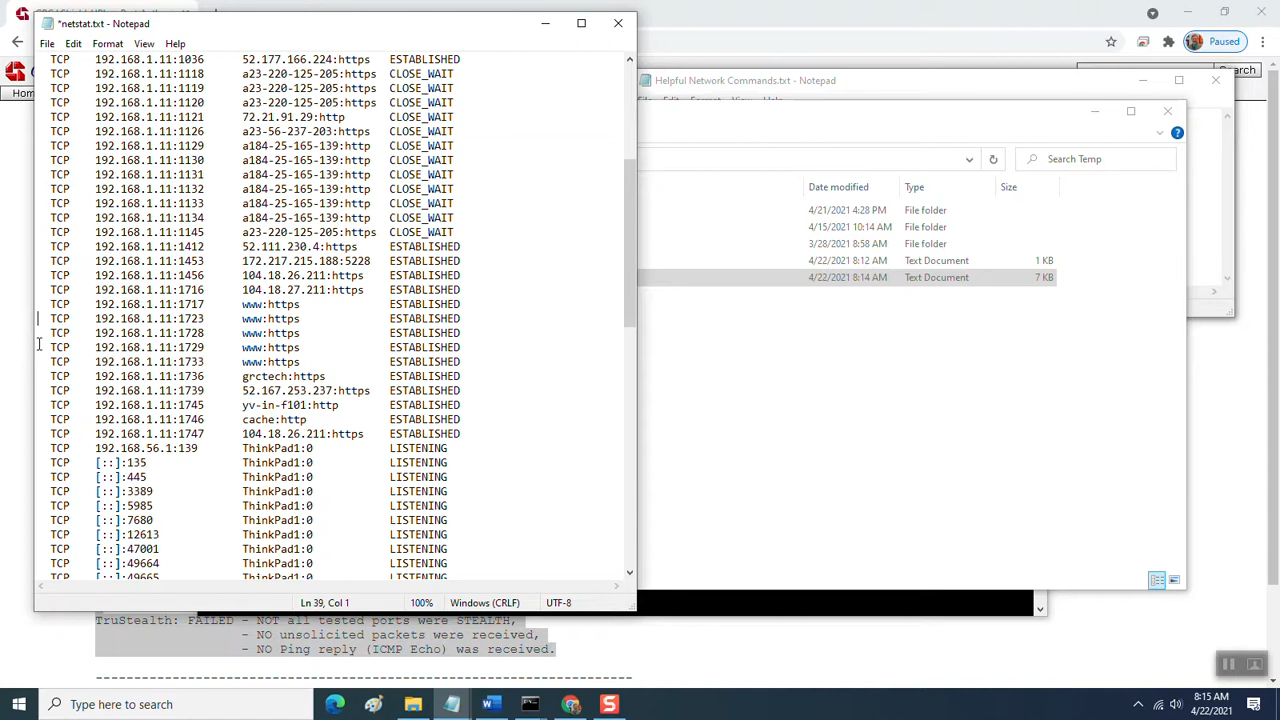 *netstat.txt - Notepad
File Edit Format View Help
TCP 192.168.1.11:1036 52.177.166.224:https ESTABLISHED
TCP 192.168.1.11:1118 a23-220-125-205:https CLOSE_WAIT
TCP 192.168.1.11:1119 a23-220-125-205:https CLOSE_WAIT
TCP 192.168.1.11:1120 a23-220-125-205:https CLOSE_WAIT
TCP 192.168.1.11:1121 72.21.91.29:http CLOSE_WAIT
TCP 192.168.1.11:1126 a23-56-237-203:https CLOSE_WAIT
TCP 192.168.1.11:1129 a184-25-165-139:http CLOSE_WAIT
TCP 192.168.1.11:1130 a184-25-165-139:http CLOSE_WAIT
TCP 192.168.1.11:1131 a184-25-165-139:http CLOSE_WAIT
TCP 192.168.1.11:1132 a184-25-165-139:http CLOSE_WAIT
TCP 192.168.1.11:1133 a184-25-165-139:http CLOSE_WAIT
TCP 192.168.1.11:1134 a184-25-165-139:http CLOSE_WAIT
TCP 192.168.1.11:1145 a23-220-125-205:https CLOSE_WAIT
TCP 192.168.1.11:1412 52.111.230.4:https ESTABLISHED
TCP 192.168.1.11:1453 172.217.215.188:5228 ESTABLISHED
TCP 192.168.1.11:1456 104.18.26.211:https ESTABLISHED
TCP 192.168.1.11:1716 104.18.27.211:https ESTABLISHED
TCP 192.168.1.11:1717 www:https ESTABLISHED
TCP 192.168.1.11:1723 www:https ESTABLISHED
TCP 192.168.1.11:1728 www:https ESTABLISHED
TCP 192.168.1.11:1729 www:https ESTABLISHED
TCP 192.168.1.11:1733 www:https ESTABLISHED
TCP 192.168.1.11:1736 grctech:https ESTABLISHED
TCP 192.168.1.11:1739 52.167.253.237:https ESTABLISHED
TCP 192.168.1.11:1745 yv-in-f101:http ESTABLISHED
TCP 192.168.1.11:1746 cache:http ESTABLISHED
TCP 192.168.1.11:1747 104.18.26.211:https ESTABLISHED
TCP 192.168.56.1:139 ThinkPad1:0 LISTENING
TCP [::]:135 ThinkPad1:0 LISTENING
TCP [::]:445 ThinkPad1:0 LISTENING
TCP [::]:3389 ThinkPad1:0 LISTENING
TCP [::]:5985 ThinkPad1:0 LISTENING
TCP [::]:7680 ThinkPad1:0 LISTENING
TCP [::]:12613 ThinkPad1:0 LISTENING
TCP [::]:47001 ThinkPad1:0 LISTENING
TCP [::]:49664 ThinkPad1:0 LISTENING
TCP [::]:49665 ThinkPad1:0 LISTENING
Ln 39, Col 1 100% Windows (CRLF) UTF-8
Paused
Search
Hom
Helpful Network Commands.txt - Notepad
Search Temp
Date modified Type Size
4/21/2021 4:28 PM File folder
4/15/2021 10:14 AM File folder
3/28/2021 8:58 AM File folder
4/22/2021 8:12 AM Text Document 1 KB
4/22/2021 8:14 AM Text Document 7 KB
TruStealth: FAILED - NOT all tested ports were STEALTH,
- NO unsolicited packets were received,
- NO Ping reply (ICMP Echo) was received.
----------------------------------------------------------------------
Type here to search
8:15 AM
4/22/2021